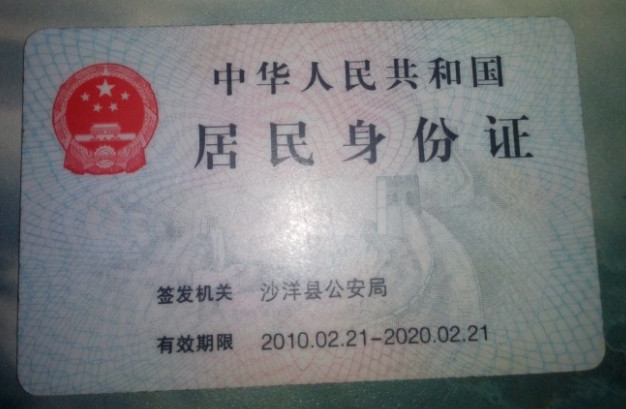 中华人民共和国
居民身份证
签发机关 沙洋县公安局
有效期限 2010.02.21-2020.02.21